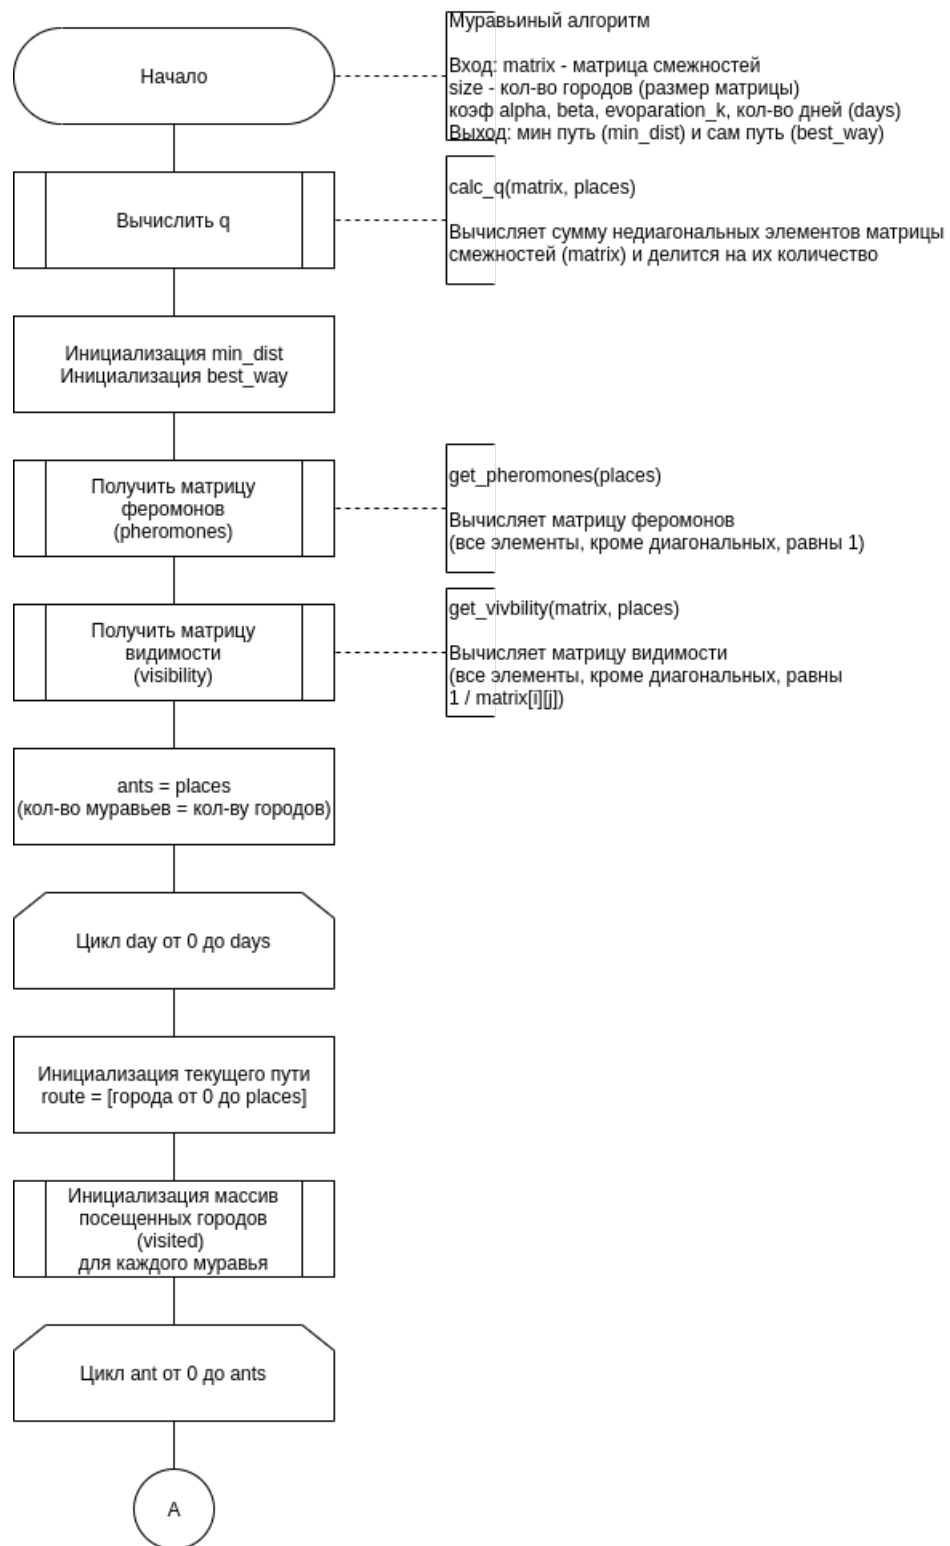 Начало
Муравьиный алгоритм
Вход: matrix - матрица смежностей
size - кол-во городов (размер матрицы)
коэф alpha, beta, evoparation_k, кол-во дней (days)
Выход: мин путь (min_dist) и сам путь (best_way)
Вычислить q
calc_q(matrix, places)
Вычисляет сумму недиагональных элементов матрицы
смежностей (matrix) и делится на их количество
Инициализация min_dist
Инициализация best_way
Получить матрицу
феромонов
(pheromones)
get_pheromones(places)
Вычисляет матрицу феромонов
(все элементы, кроме диагональных, равны 1)
Получить матрицу
видимости
(visibility)
get_vivbility(matrix, places)
Вычисляет матрицу видимости
(все элементы, кроме диагональных, равны
1 / matrix[i][j])
ants = places
(кол-во муравьев = кол-ву городов)
Цикл day от 0 до days
Инициализация текущего пути
route = [города от 0 до places]
Инициализация массив
посещенных городов
(visited)
для каждого муравья
Цикл ant от 0 до ants
А